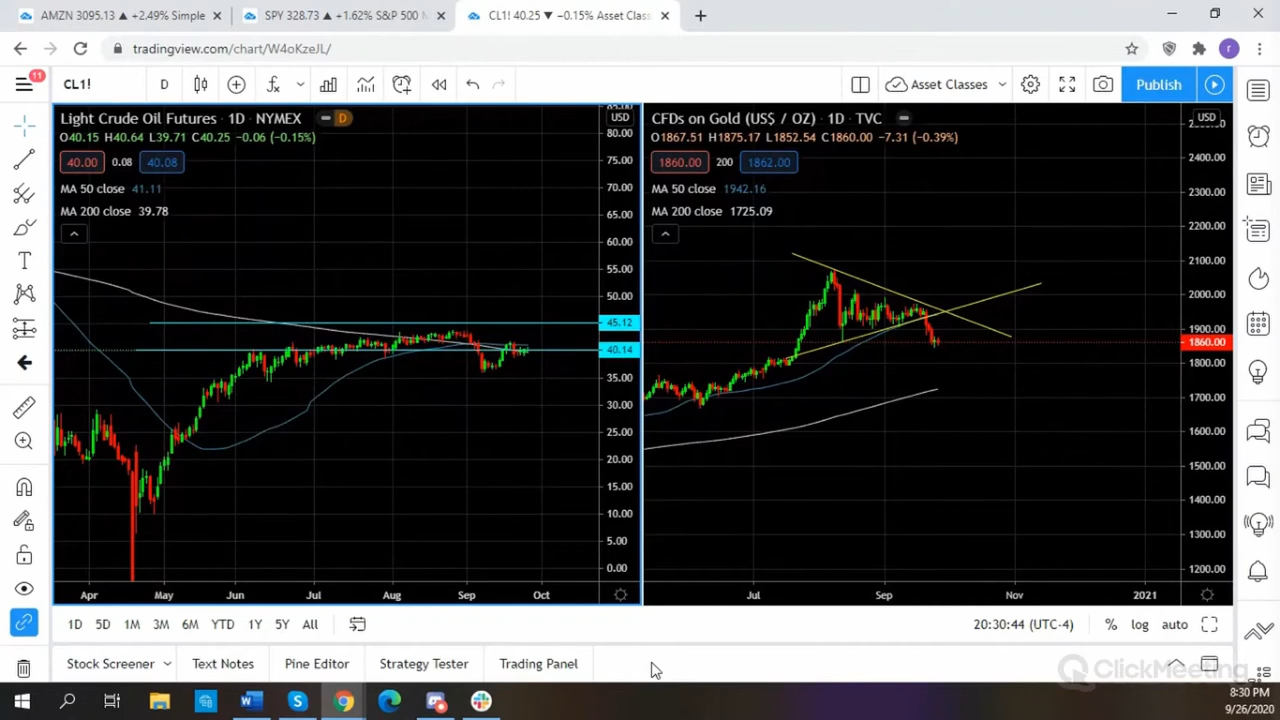 AMZN 3095.13 ▲ +2.49% Simple
SPY 328.73 ▲ +1.62% S&P 500
CL1! 40.25 ▼ −0.15% Asset Class
tradingview.com/chart/W4oKzeJL/
r
11
CL1!
D
Asset Classes
Publish
Light Crude Oil Futures · 1D · NYMEX
D
O40.15 H40.64 L39.71 C40.25 −0.06 (−0.15%)
40.00 0.08 40.08
MA 50 close 41.11
MA 200 close 39.78
USD
80.00
75.00
70.00
65.00
60.00
55.00
50.00
45.12
40.14
35.00
30.00
25.00
20.00
15.00
10.00
5.00
0.00
Apr May Jun Jul Aug Sep Oct
CFDs on Gold (US$ / OZ) · 1D · TVC
O1867.51 H1875.17 L1852.54 C1860.00 −7.31 (−0.39%)
1860.00 200 1862.00
MA 50 close 1942.16
MA 200 close 1725.09
USD
2400.00
2300.00
2200.00
2100.00
2000.00
1900.00
1860.00
1800.00
1700.00
1600.00
1500.00
1400.00
1300.00
1200.00
Jul Sep Nov 2021
1D 5D 1M 3M 6M YTD 1Y 5Y All
20:30:44 (UTC-4) % log auto
Stock Screener Text Notes Pine Editor Strategy Tester Trading Panel
ClickMeeting
8:30 PM
9/26/2020